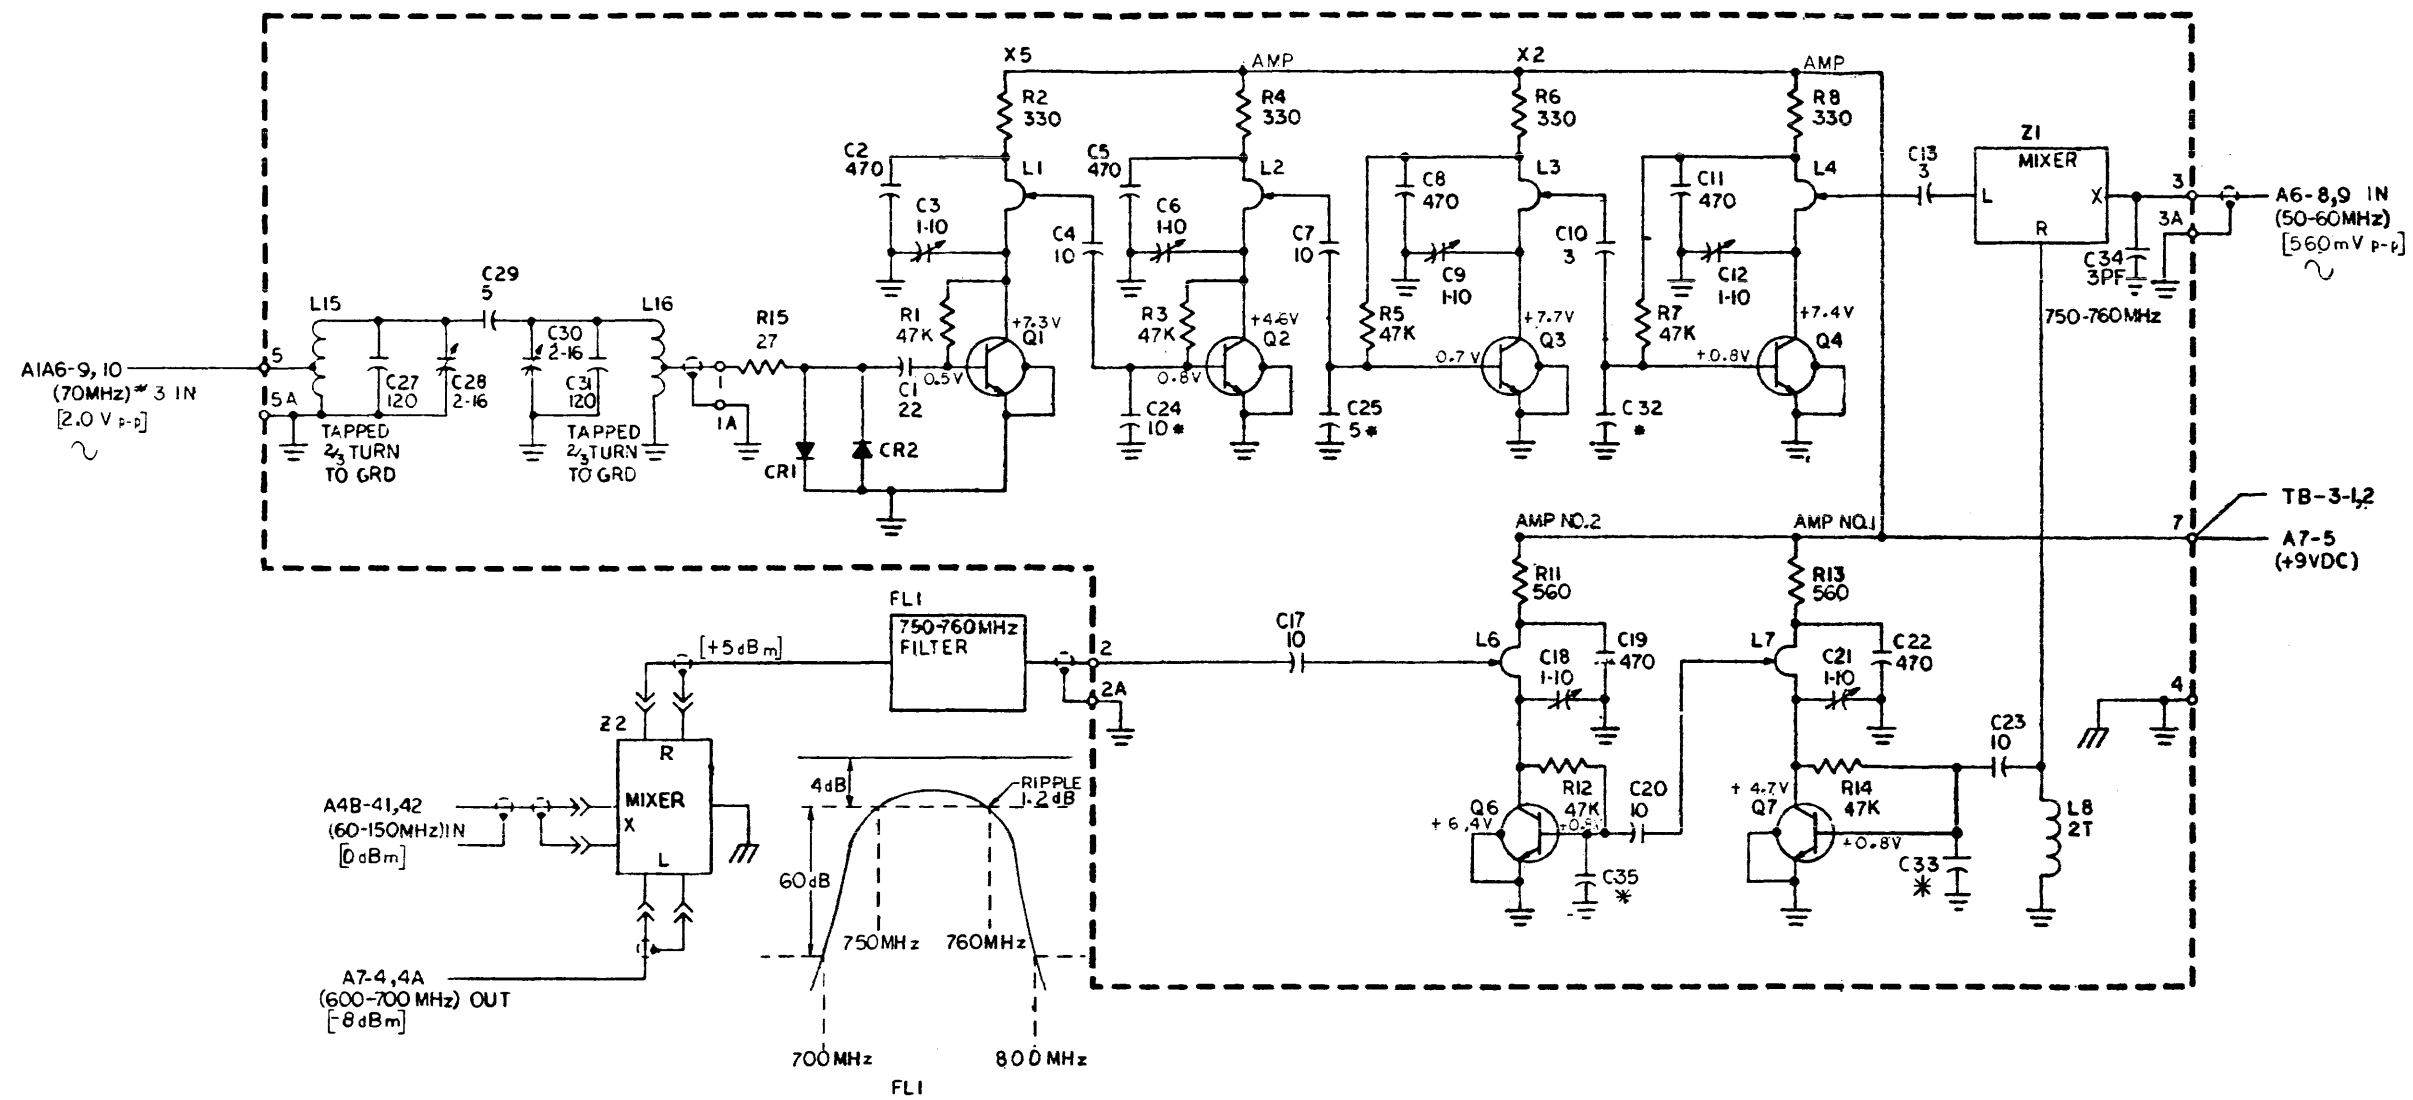 X5
AMP
X2
AMP
R2
330
R4
330
R6
330
R8
330
C2
470
L1
C3
1-10
C4
10
C5
470
L2
C6
1-10
C7
10
C8
470
L3
C9
1-10
C10
3
C11
470
L4
C12
1-10
C13
3
Z1
MIXER
L
X
R
3
3A
A6-8,9 IN
(50-60MHz)
[560mV p-p]
C34
3PF
750-760MHz
L15
C29
5
L16
C30
2-16
C27
120
C28
2-16
C31
120
5
5A
A1A6-9,10
(70MHz)* 3 IN
[2.0 V p-p]
TAPPED
2/3 TURN
TO GRD
TAPPED
2/3 TURN
TO GRD
R15
27
1
1A
CR1
CR2
C1
22
0.5V
R1
47K
+7.3V
Q1
R3
47K
+4.6V
Q2
0.8V
C24
10*
R5
47K
+7.7V
Q3
0.7V
C25
5*
R7
47K
+7.4V
Q4
+0.8V
C32
*
TB-3-1,2
7
A7-5
(+9VDC)
4
AMP NO.2
AMP NO.1
R11
560
R13
560
C17
10
L6
C18
1-10
C19
470
L7
C21
1-10
C22
470
R12
47K
C20
10
Q6
+6.4V
+0.8V
C35
*
R14
47K
+4.7V
Q7
+0.8V
C33
*
C23
10
L8
2T
FL1
750-760MHz
FILTER
2
2A
[+5dBm]
Z2
R
MIXER
X
L
A4B-41,42
(60-150MHz)IN
[0dBm]
A7-4,4A
(600-700MHz) OUT
[-8dBm]
4dB
RIPPLE
1.2dB
60dB
750MHz
760MHz
700MHz
800MHz
FL1